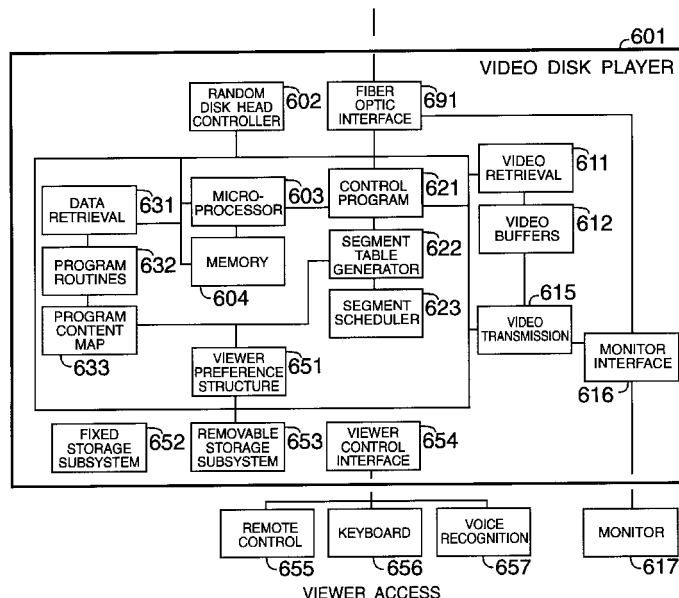 601
VIDEO DISK PLAYER
RANDOM
DISK HEAD
CONTROLLER
602
FIBER
OPTIC
INTERFACE
691
DATA
RETRIEVAL
631
MICRO-
PROCESSOR
603
CONTROL
PROGRAM
621
VIDEO
RETRIEVAL
611
PROGRAM
ROUTINES
632
MEMORY
604
SEGMENT
TABLE
GENERATOR
622
VIDEO
BUFFERS
612
PROGRAM
CONTENT
MAP
633
SEGMENT
SCHEDULER
623
615
VIDEO
TRANSMISSION
VIEWER
PREFERENCE
STRUCTURE
651
MONITOR
INTERFACE
616
FIXED
STORAGE
SUBSYSTEM
652
REMOVABLE
STORAGE
SUBSYSTEM
653
VIEWER
CONTROL
INTERFACE
654
REMOTE
CONTROL
655
KEYBOARD
656
VOICE
RECOGNITION
657
MONITOR
617
VIEWER ACCESS